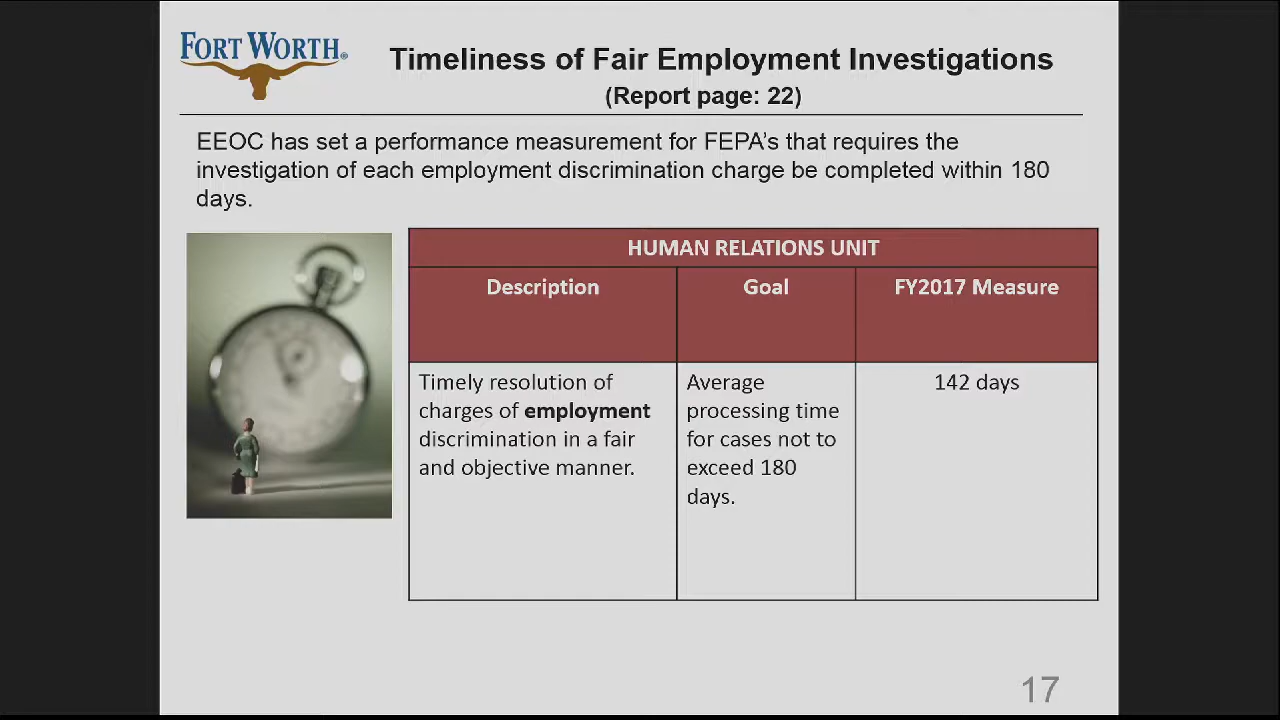 FORT WORTH®
Timeliness of Fair Employment Investigations
(Report page: 22)
EEOC has set a performance measurement for FEPA's that requires the
investigation of each employment discrimination charge be completed within 180
days.
HUMAN RELATIONS UNIT
Description
Goal
FY2017 Measure
Timely resolution of
charges of employment
discrimination in a fair
and objective manner.
Average
processing time
for cases not to
exceed 180
days.
142 days
17